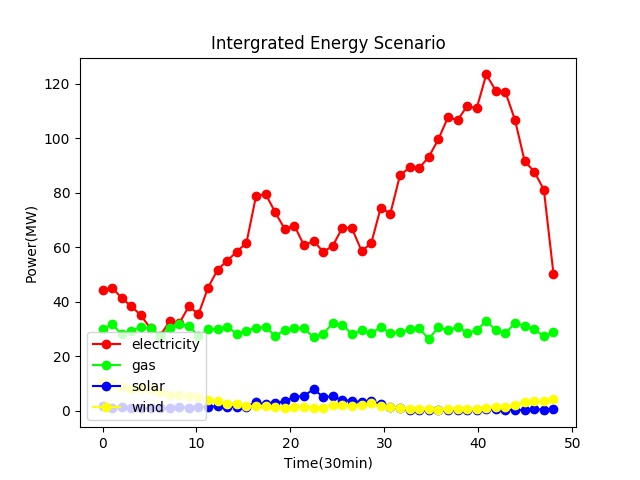 Intergrated Energy Scenario
Power(MW)
120
100
80
60
40
20
0
electricity
gas
solar
wind
0 10 20 30 40 50
Time(30min)